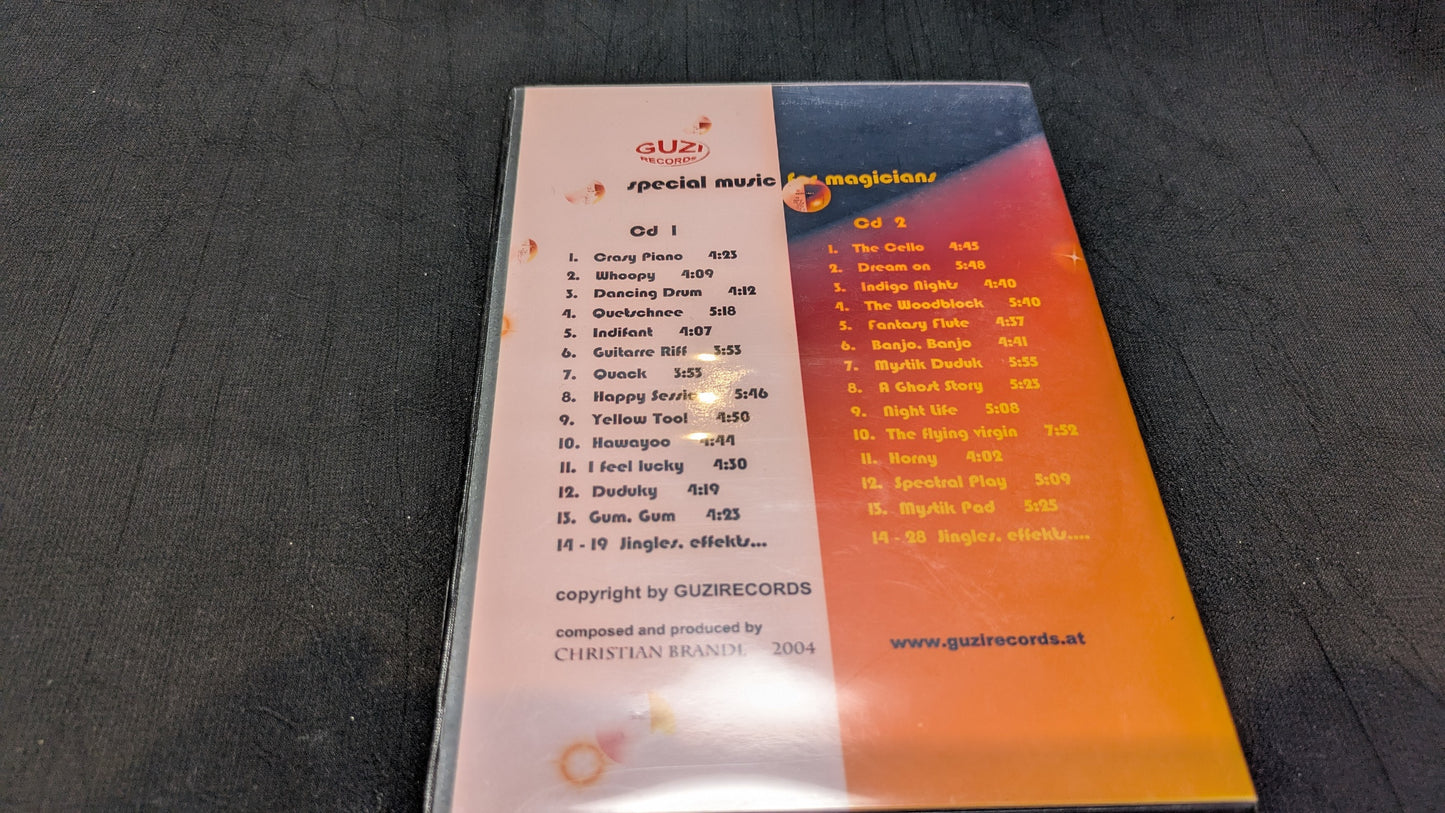 GUZI
RECORDS
special music for magicians
Cd 1
1. Crasy Piano 4:23
2. Whoopy 4:09
3. Dancing Drum 4:12
4. Quetschnee 5:18
5. Indifant 4:07
6. Guitarre Riff 3:53
7. Quack 3:53
8. Happy Session 5:46
9. Yellow Tool 4:50
10. Hawayoo 4:44
11. I feel lucky 4:30
12. Duduky 4:19
13. Gum, Gum 4:23
14 - 19 Jingles, effekts...
copyright by GUZIRECORDS
composed and produced by
CHRISTIAN BRANDL 2004
Cd 2
1. The Cello 4:45
2. Dream on 5:48
3. Indigo Nights 4:40
4. The Woodblock 5:40
5. Fantasy Flute 4:37
6. Banjo, Banjo 4:41
7. Mystik Duduk 5:55
8. A Ghost Story 5:23
9. Night Life 5:08
10. The flying virgin 7:52
11. Horny 4:02
12. Spectral Play 5:09
13. Mystik Pad 5:25
14 - 28 Jingles, effekts....
www.guzirecords.at